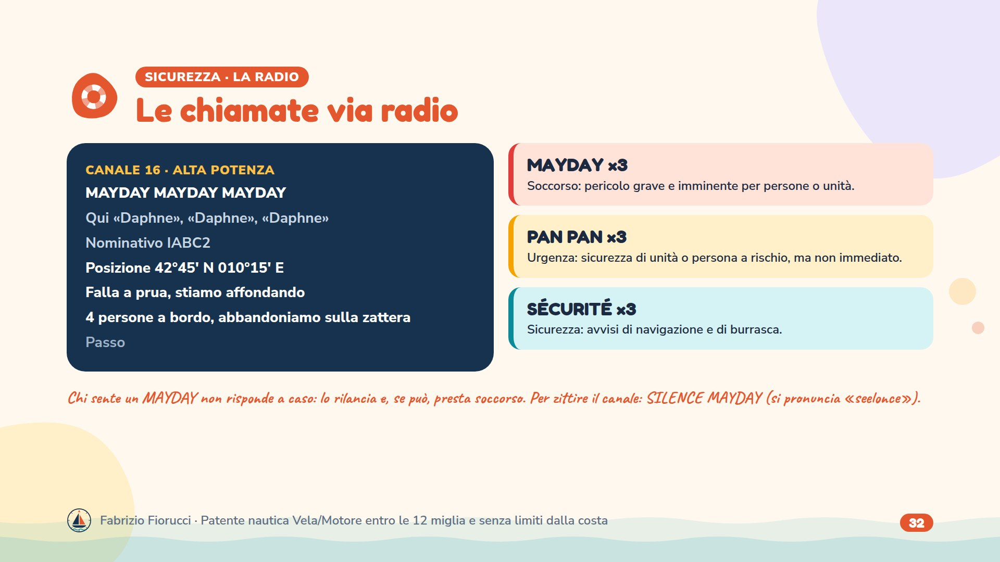 SICUREZZA · LA RADIO
Le chiamate via radio
CANALE 16 · ALTA POTENZA
MAYDAY MAYDAY MAYDAY
Qui «Daphne», «Daphne», «Daphne»
Nominativo IABC2
Posizione 42°45' N 010°15' E
Falla a prua, stiamo affondando
4 persone a bordo, abbandoniamo sulla zattera
Passo
MAYDAY ×3
Soccorso: pericolo grave e imminente per persone o unità.
PAN PAN ×3
Urgenza: sicurezza di unità o persona a rischio, ma non immediato.
SÉCURITÉ ×3
Sicurezza: avvisi di navigazione e di burrasca.
Chi sente un MAYDAY non risponde a caso: lo rilancia e, se può, presta soccorso. Per zittire il canale: SILENCE MAYDAY (si pronuncia «seelonce»).
Fabrizio Fiorucci · Patente nautica Vela/Motore entro le 12 miglia e senza limiti dalla costa
32